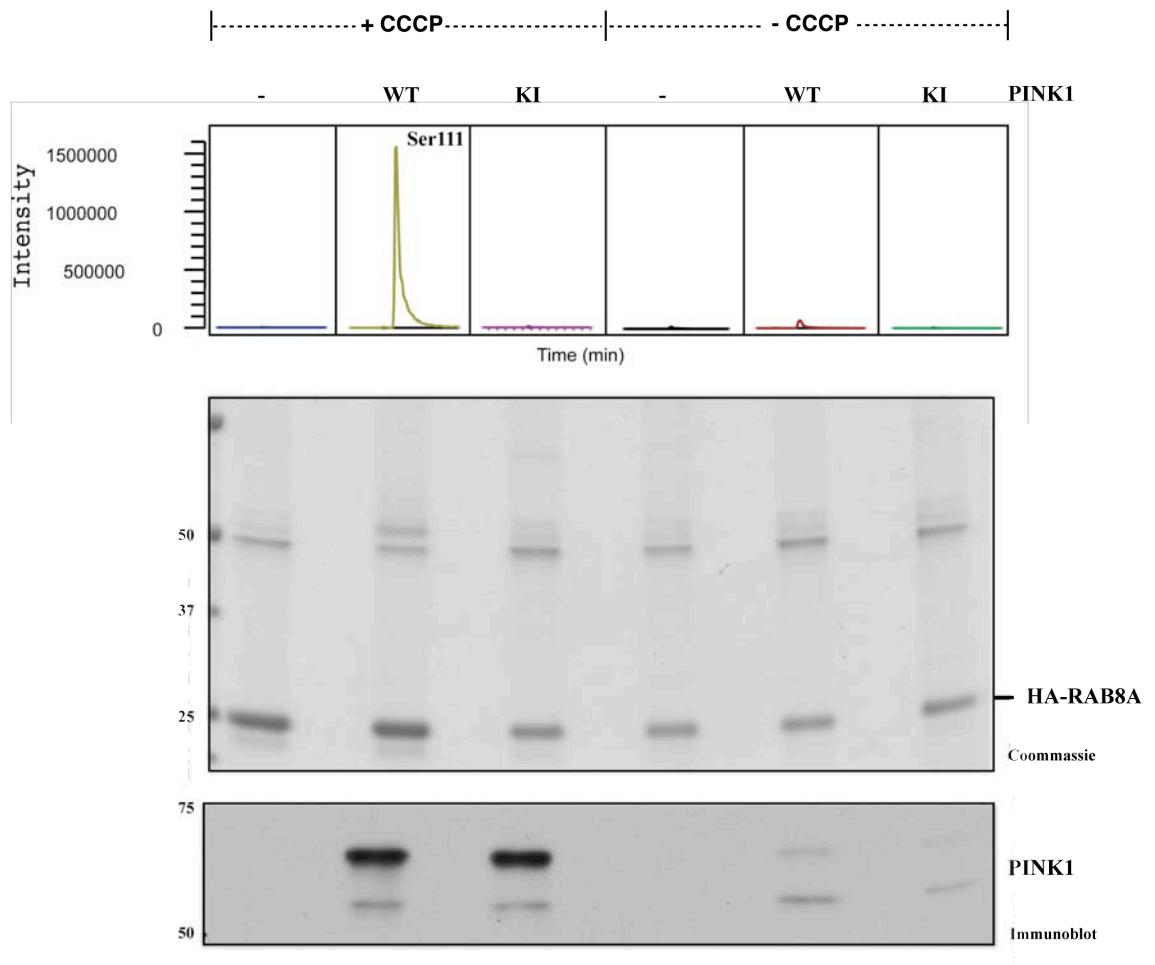 + CCCP - CCCP
- WT KI - WT KI PINK1
Ser111
Intensity
1500000
1000000
500000
0
Time (min)
50
37
25
HA-RAB8A
Coommassie
75
PINK1
50
Immunoblot